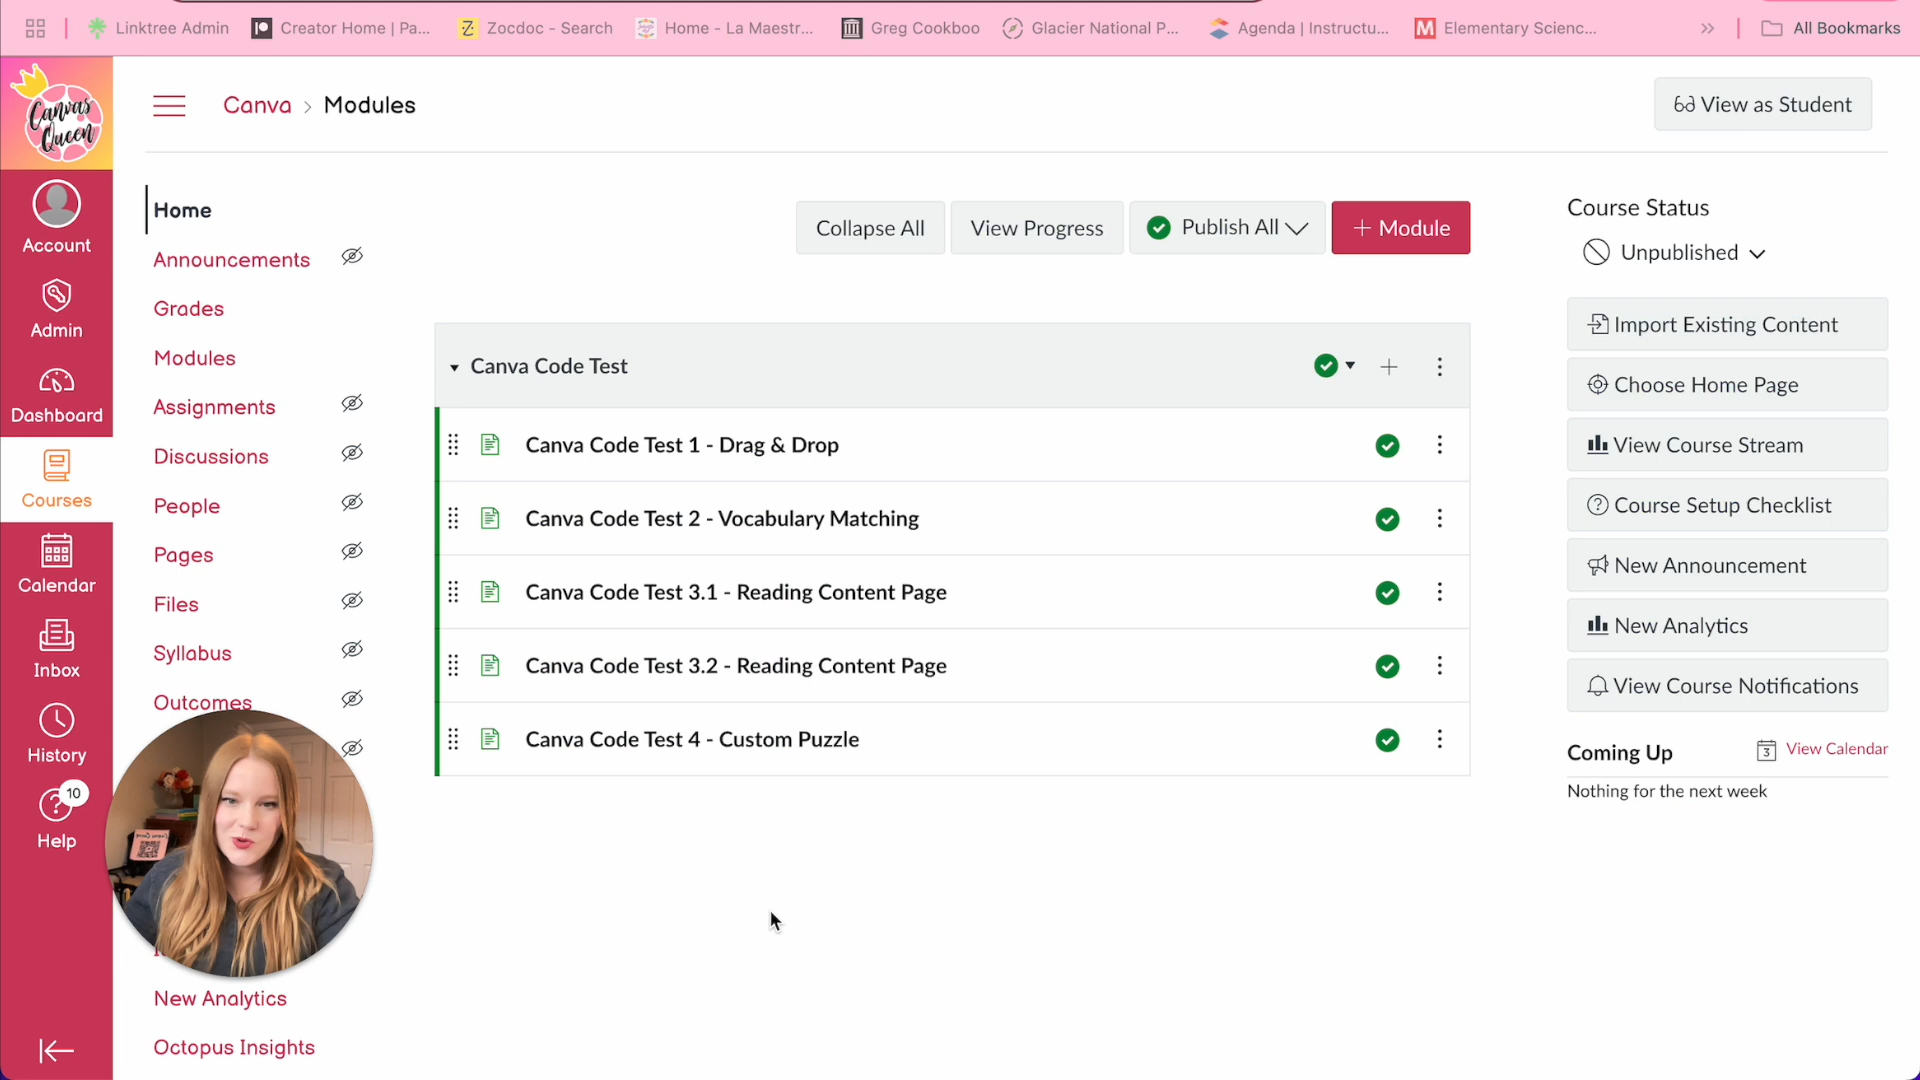 Linktree Admin
Creator Home | Pa...
Zocdoc - Search
Home - La Maestr...
Greg Cookboo
Glacier National P...
Agenda | Instructu...
Elementary Scienc...
All Bookmarks
Canvas
Queen
Canva > Modules
View as Student
Account
Admin
Dashboard
Courses
Calendar
Inbox
History
10
Help
Home
Announcements
Grades
Modules
Assignments
Discussions
People
Pages
Files
Syllabus
Outcomes
New Analytics
Octopus Insights
Collapse All
View Progress
Publish All
+ Module
Canva Code Test
Canva Code Test 1 - Drag & Drop
Canva Code Test 2 - Vocabulary Matching
Canva Code Test 3.1 - Reading Content Page
Canva Code Test 3.2 - Reading Content Page
Canva Code Test 4 - Custom Puzzle
Course Status
Unpublished
Import Existing Content
Choose Home Page
View Course Stream
Course Setup Checklist
New Announcement
New Analytics
View Course Notifications
Coming Up
3 View Calendar
Nothing for the next week